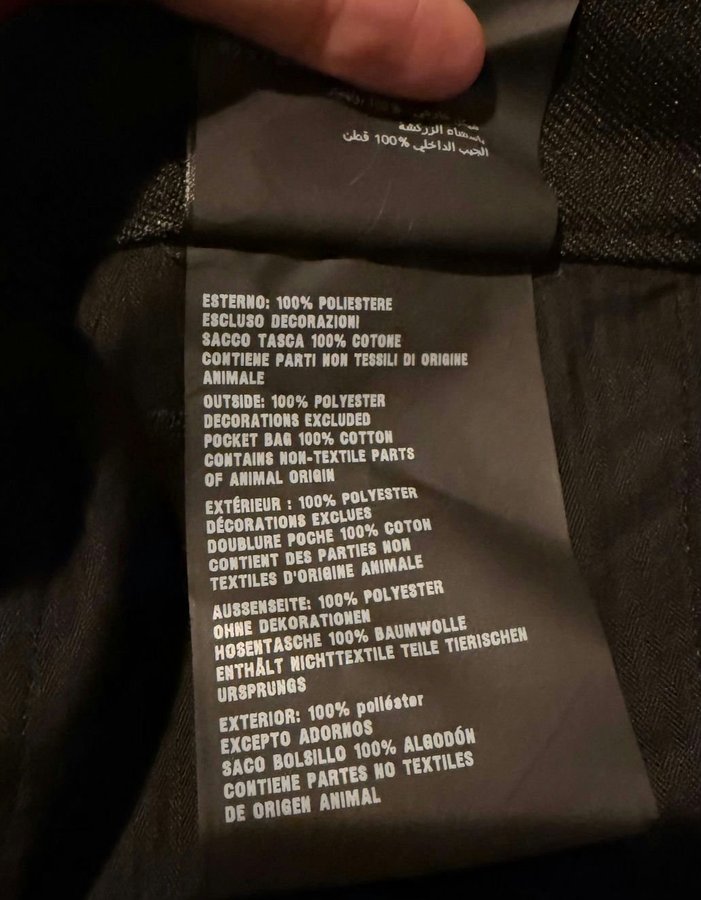 باستثناء الزركشة
الجيب الداخلي 100% قطن
ESTERNO: 100% POLIESTERE
ESCLUSO DECORAZIONI
SACCO TASCA 100% COTONE
CONTIENE PARTI NON TESSILI DI ORIGINE
ANIMALE
OUTSIDE: 100% POLYESTER
DECORATIONS EXCLUDED
POCKET BAG 100% COTTON
CONTAINS NON-TEXTILE PARTS
OF ANIMAL ORIGIN
EXTÉRIEUR : 100% POLYESTER
DÉCORATIONS EXCLUES
DOUBLURE POCHE 100% COTON
CONTIENT DES PARTIES NON
TEXTILES D'ORIGINE ANIMALE
AUSSENSEITE: 100% POLYESTER
OHNE DEKORATIONEN
HOSENTASCHE 100% BAUMWOLLE
ENTHÄLT NICHTTEXTILE TEILE TIERISCHEN
URSPRUNGS
EXTERIOR: 100% poliéster
EXCEPTO ADORNOS
SACO BOLSILLO 100% ALGODÓN
CONTIENE PARTES NO TEXTILES
DE ORIGEN ANIMAL